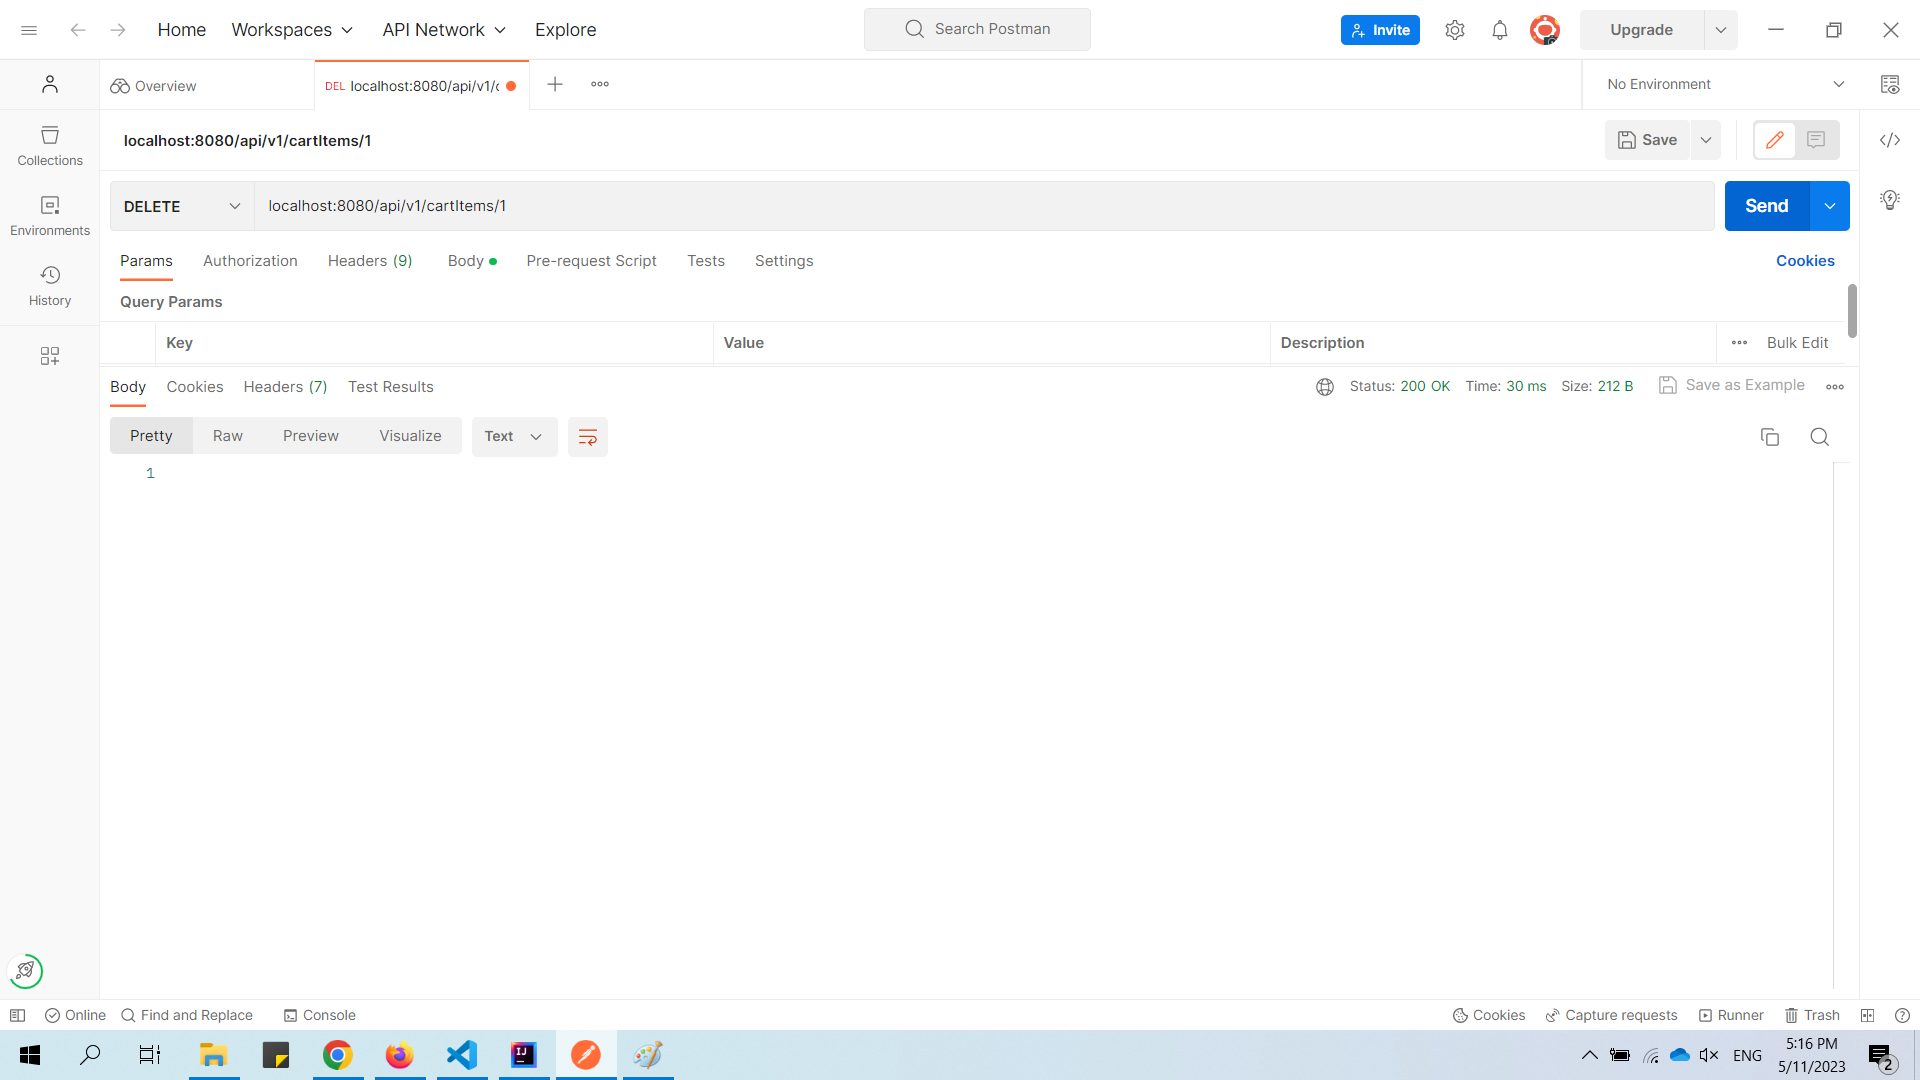 Home Workspaces API Network Explore Search Postman Invite Upgrade
Overview DEL localhost:8080/api/v1/c No Environment
localhost:8080/api/v1/cartItems/1 Save
Collections
DELETE localhost:8080/api/v1/cartItems/1 Send
Environments
Params Authorization Headers (9) Body Pre-request Script Tests Settings Cookies
History
Query Params
Key Value Description Bulk Edit
Body Cookies Headers (7) Test Results Status: 200 OK Time: 30 ms Size: 212 B Save as Example
Pretty Raw Preview Visualize Text
1
Online Find and Replace Console Cookies Capture requests Runner Trash
IJ
ENG 5:16 PM
5/11/2023 2